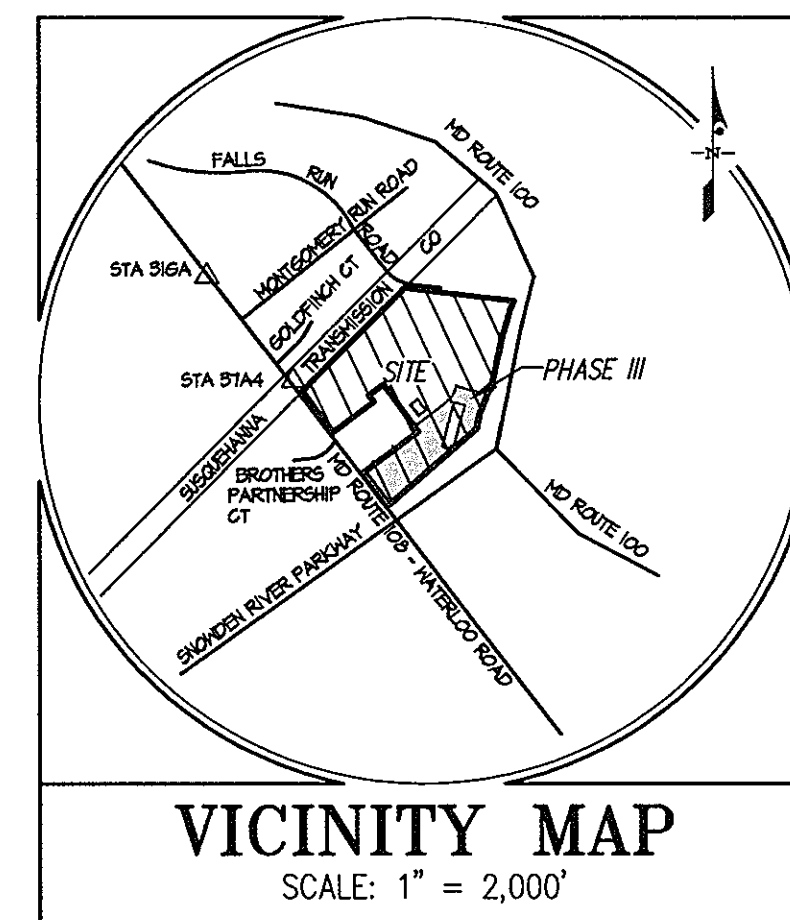 MD ROUTE 100
FALLS
RUN
ROAD
MONTGOMERY RUN ROAD
CO
STA 316A
GOLDFINCH CT
TRANSMISSION
STA 37A4
SITE
PHASE III
SUSQUEHANNA
BROTHERS
PARTNERSHIP
CT
MD ROUTE 108 - WATERLOO ROAD
MD ROUTE 100
SNOWDEN RIVER PARKWAY
N
VICINITY MAP
SCALE: 1" = 2,000'